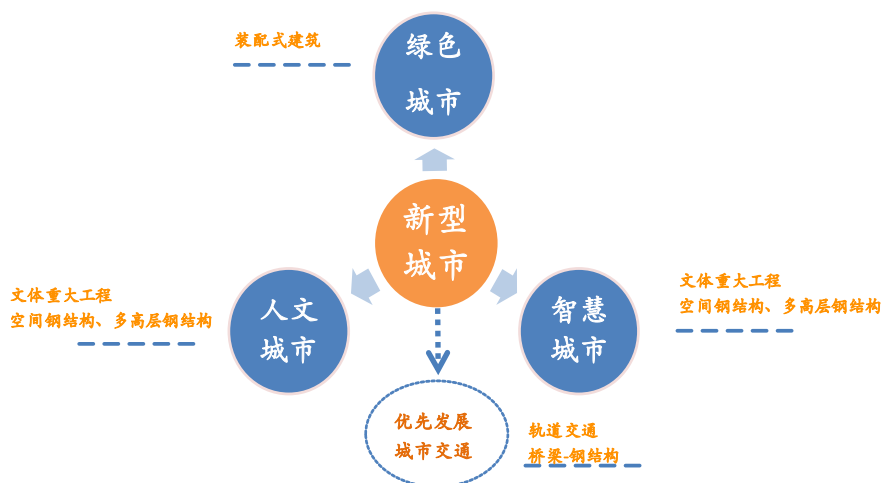 装配式建筑
绿色
城市
新型
城市
人文
城市
文体重大工程
空间钢结构、多高层钢结构
智慧
城市
文体重大工程
空间钢结构、多高层钢结构
优先发展
城市交通
轨道交通
桥梁-钢结构